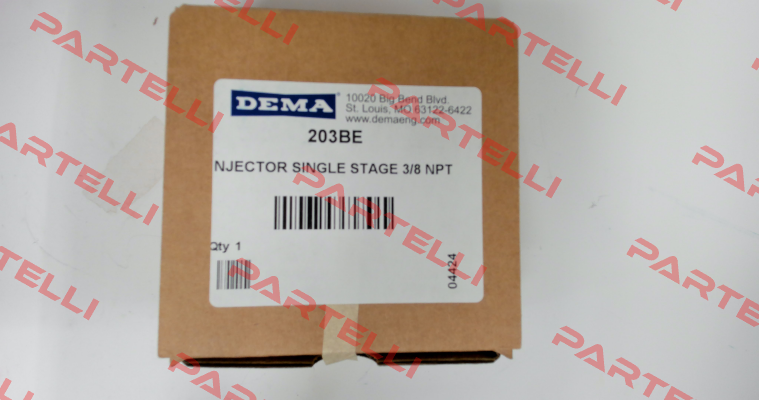 DEMA
10020 Big Bend Blvd.
St. Louis, MO 63122-6422
www.demaeng.com
203BE
NJECTOR SINGLE STAGE 3/8 NPT
Qty 1
04424
PARTELLI
PARTELLI
PARTELLI
PARTELLI
PARTELLI
PARTELLI
PARTELLI
PARTELLI
PARTELLI
PARTELLI